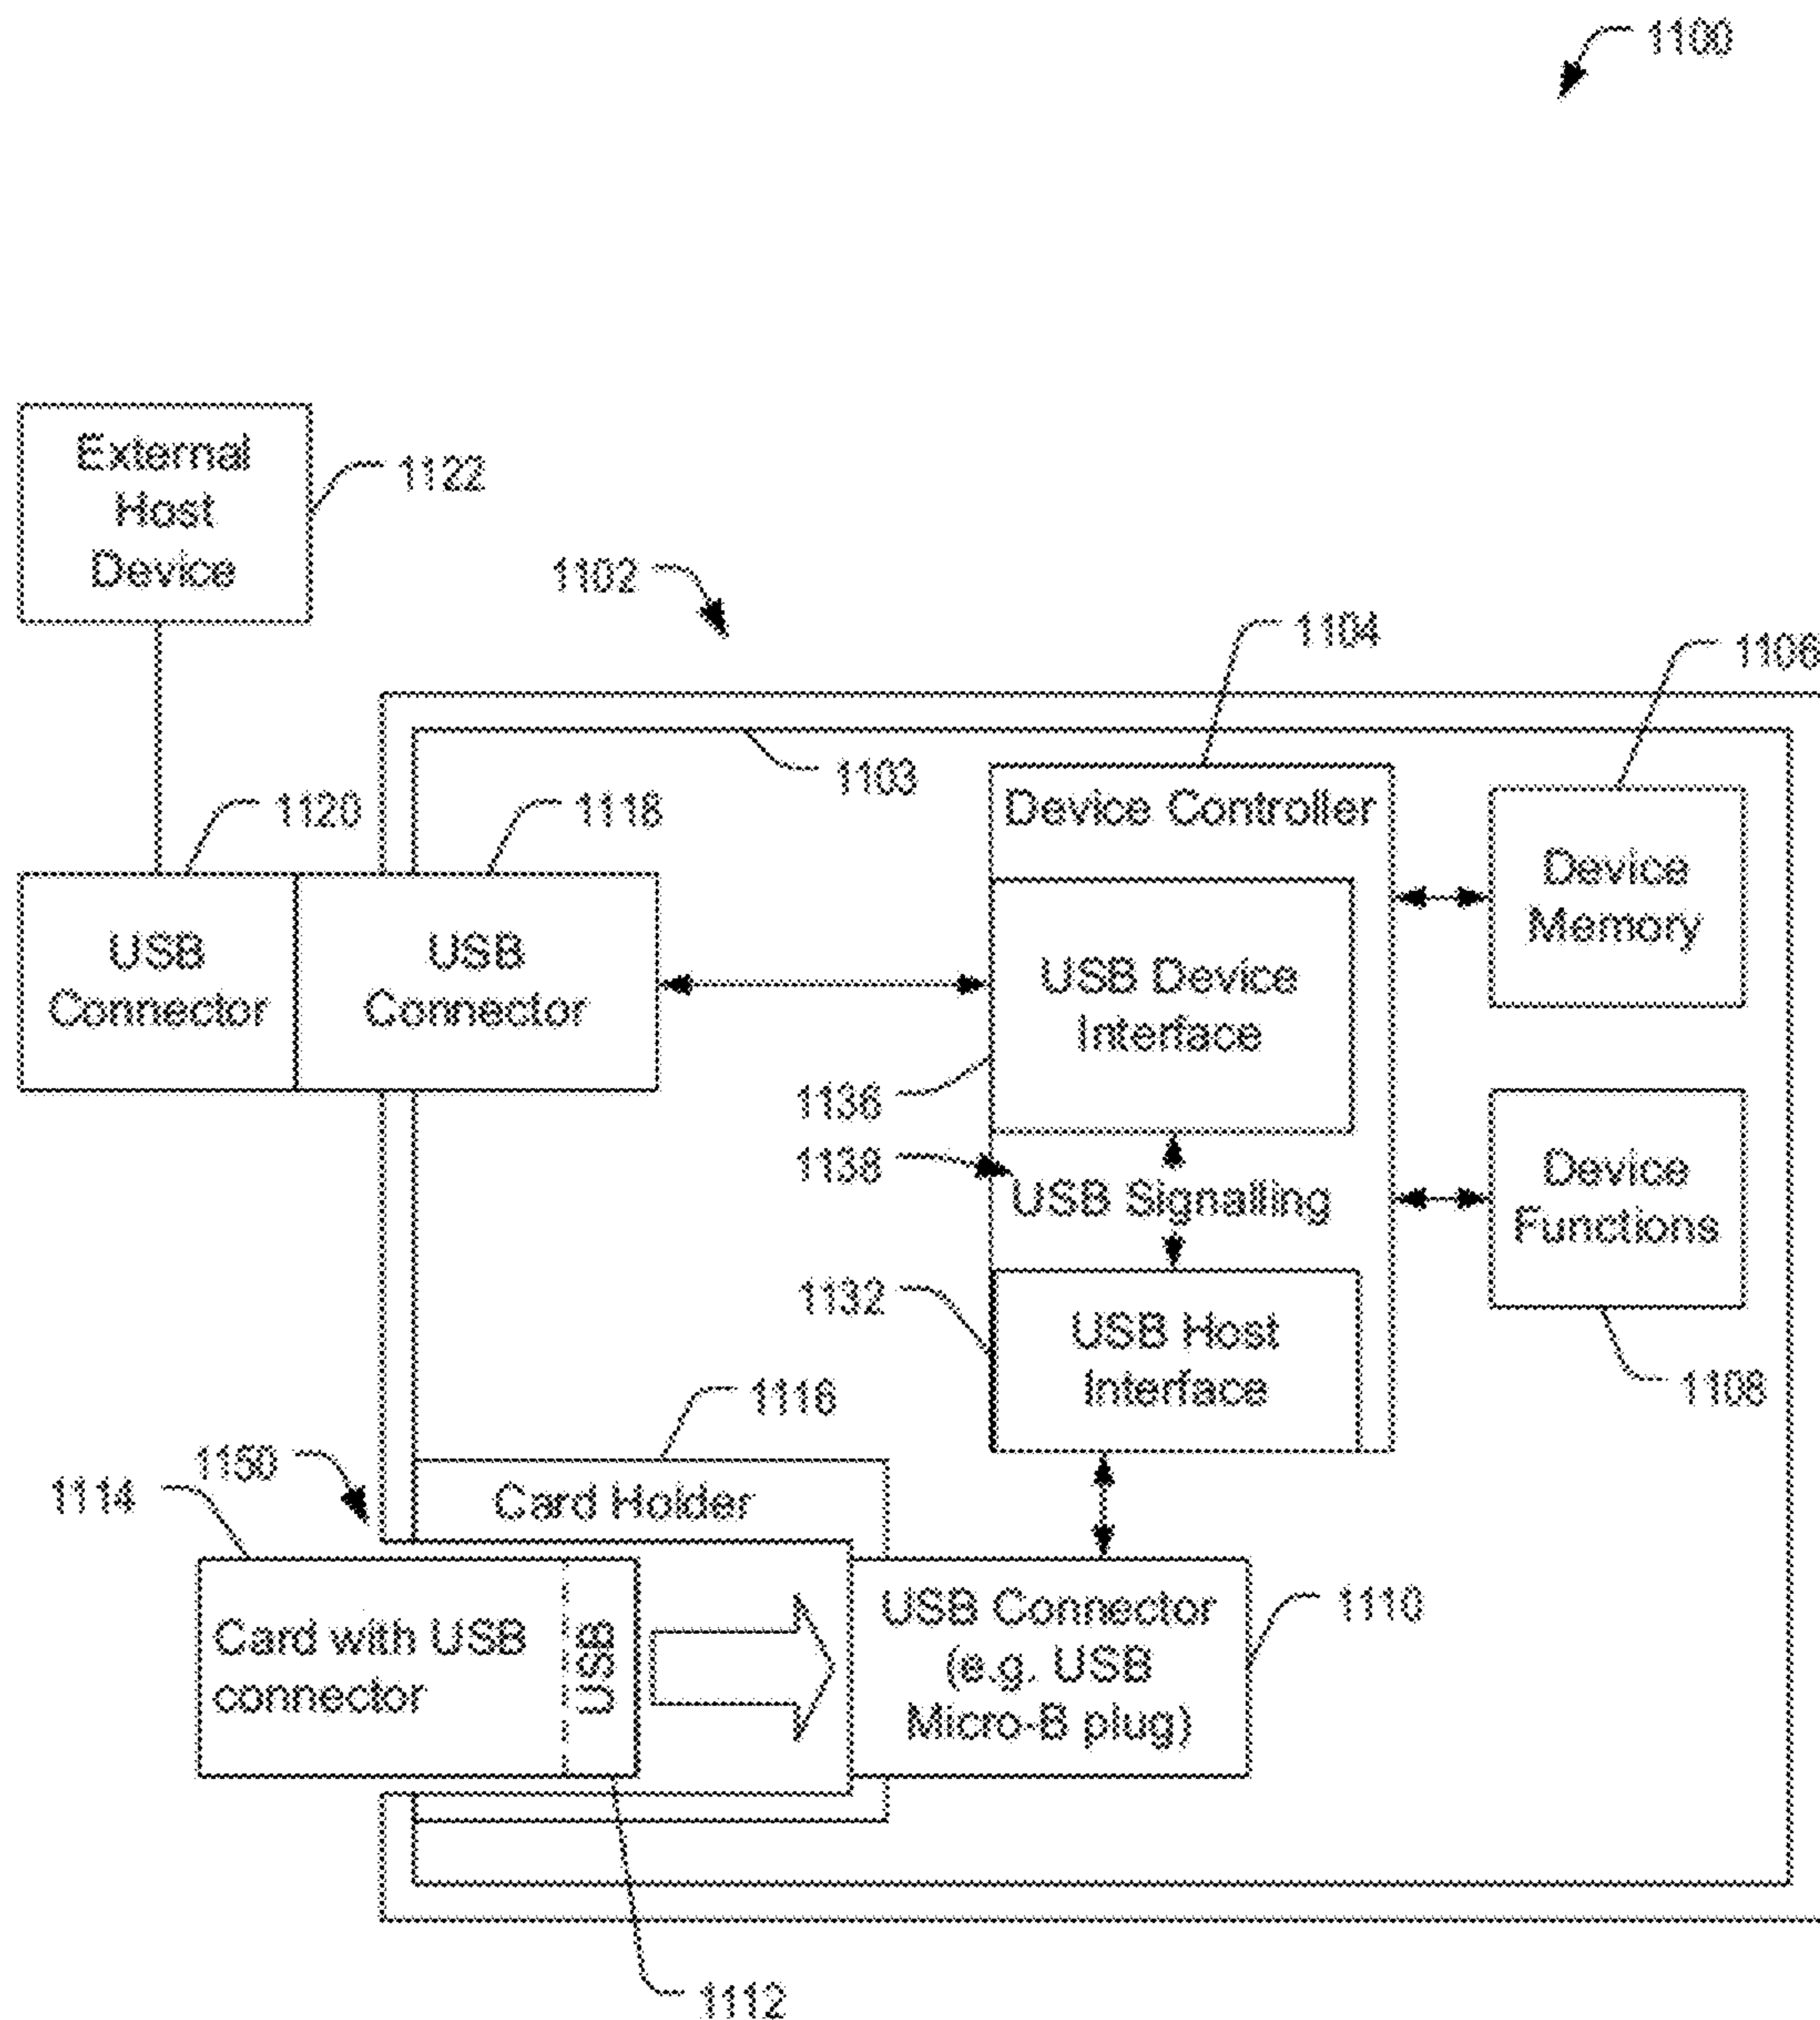 1100
External
Host
Device
1122
1102
1104
1106
1103
1120
1118
Device Controller
Device
Memory
USB
Connector
USB
Connector
USB Device
Interface
1136
1138
USB Signalling
Device
Functions
1132
USB Host
Interface
1108
1116
1150
1114
Card Holder
Card with USB
connector
USB
USB Connector
(e.g. USB
Micro-B plug)
1110
1112